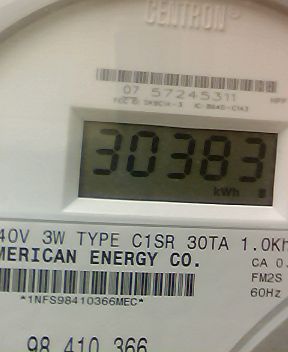 CENTRON®
07 57245311
30383
kWh
40V 3W TYPE C1SR 30TA 1.0Kh
MERICAN ENERGY CO.
CA 0.
FM2S
60Hz
*1NFS98410366MEC*
98 410 366